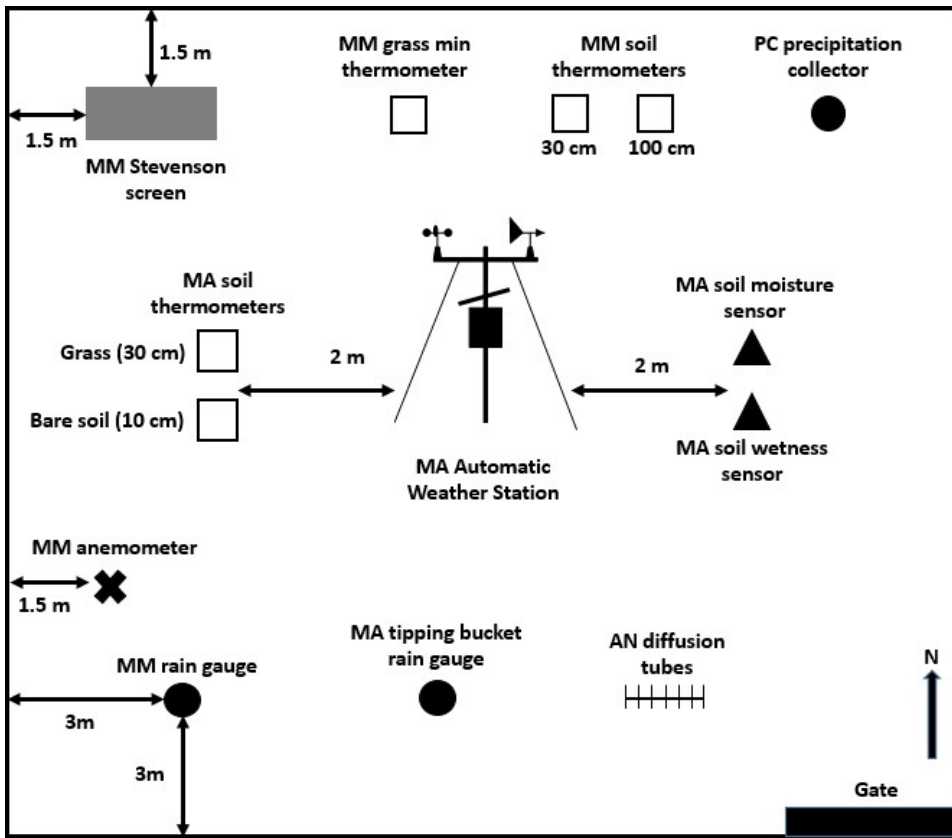 1.5 m
MM grass min
thermometer
MM soil
thermometers
PC precipitation
collector
1.5 m
30 cm
100 cm
MM Stevenson
screen
MA soil
thermometers
Grass (30 cm)
Bare soil (10 cm)
2 m
2 m
MA soil moisture
sensor
MA soil wetness
sensor
MA Automatic
Weather Station
MM anemometer
1.5 m
MM rain gauge
3m
3m
MA tipping bucket
rain gauge
AN diffusion
tubes
N
Gate